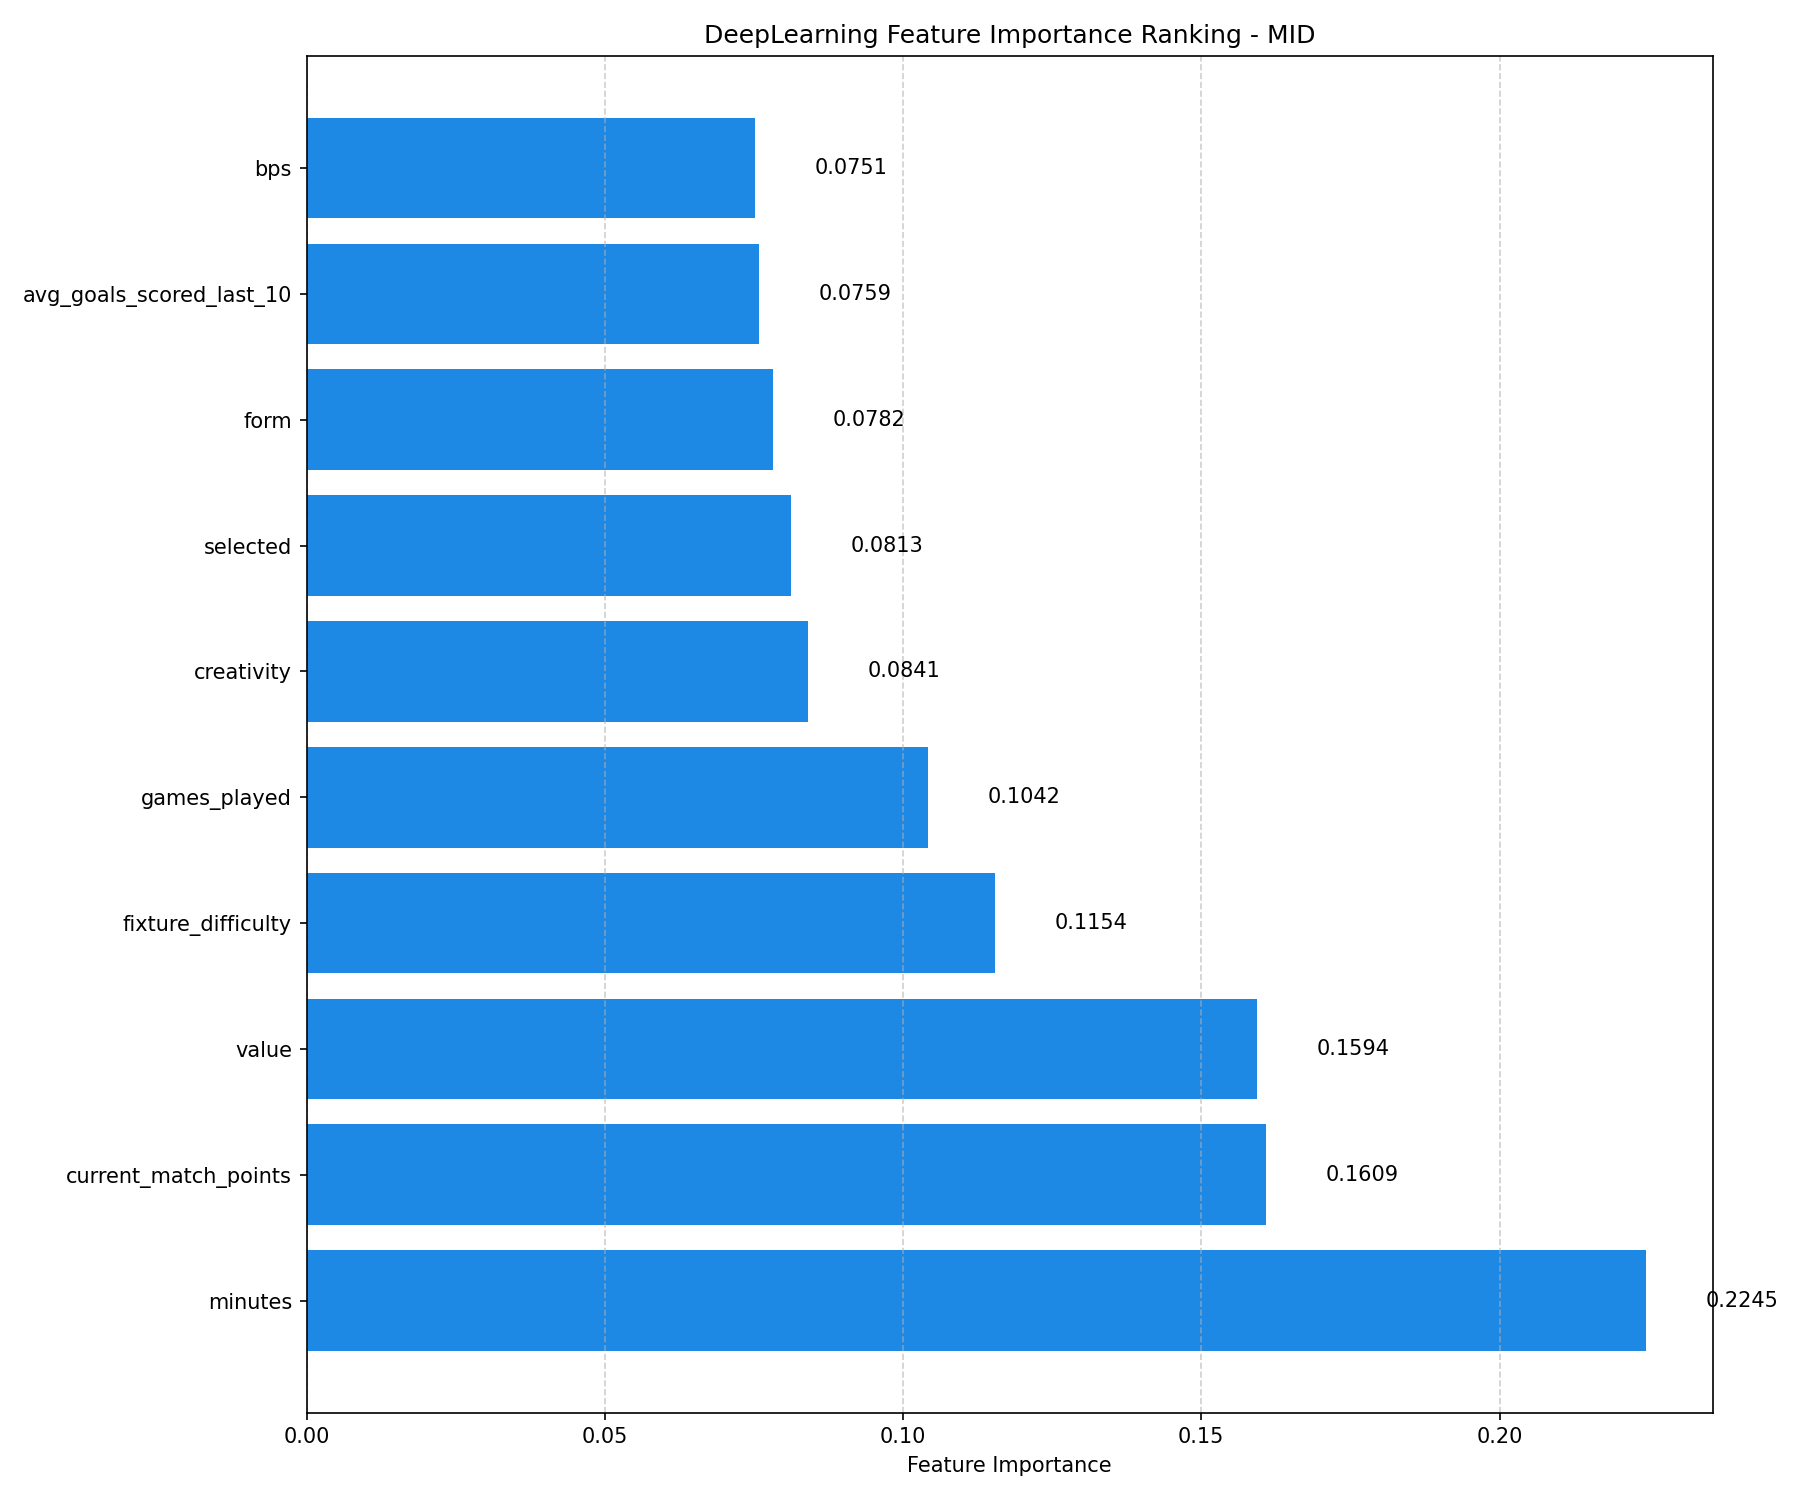 DeepLearning Feature Importance Ranking - MID
bps 0.0751
avg_goals_scored_last_10 0.0759
form 0.0782
selected 0.0813
creativity 0.0841
games_played 0.1042
fixture_difficulty 0.1154
value 0.1594
current_match_points 0.1609
minutes 0.2245
0.00 0.05 0.10 0.15 0.20
Feature Importance